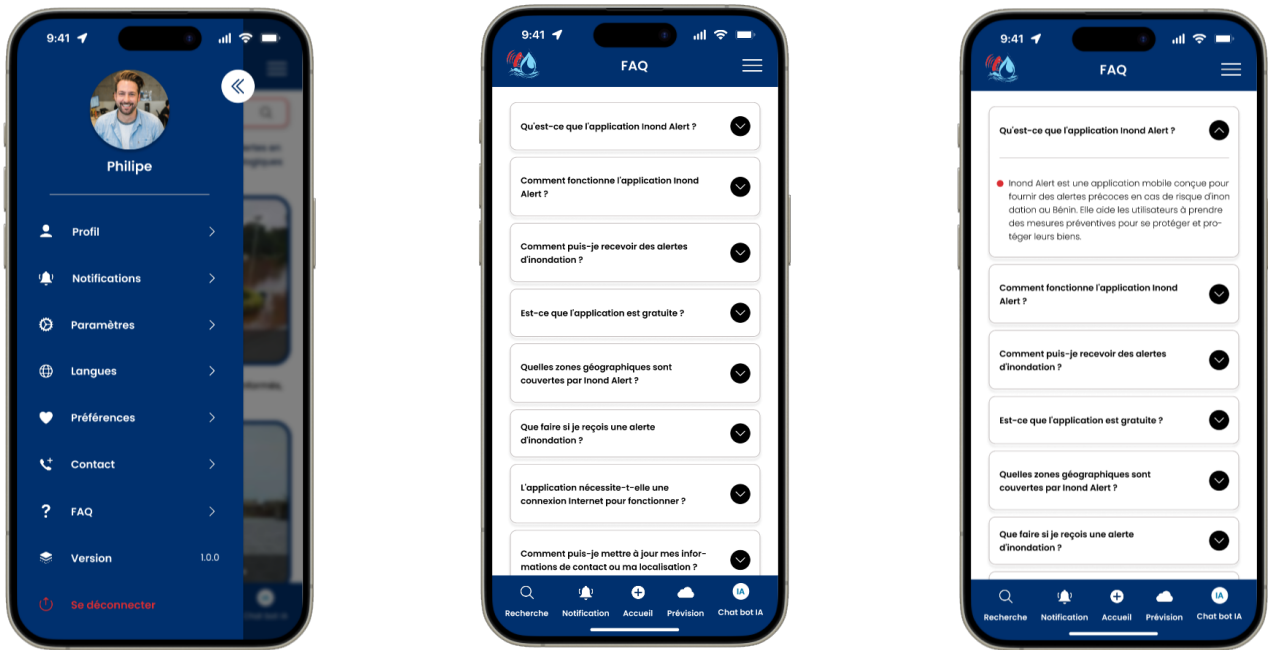 9:41
Philipe
Profil
Notifications
Paramètres
Langues
Préférences
Contact
FAQ
Version 1.0.0
Se déconnecter
9:41
FAQ
Qu'est-ce que l'application Inond Alert ?
Comment fonctionne l'application Inond
Alert ?
Comment puis-je recevoir des alertes
d'inondation ?
Est-ce que l'application est gratuite ?
Quelles zones géographiques sont
couvertes par Inond Alert ?
Que faire si je reçois une alerte
d'inondation ?
L'application nécessite-t-elle une
connexion Internet pour fonctionner ?
Comment puis-je mettre à jour mes infor-
mations de contact ou ma localisation ?
IA
Recherche Notification Accueil Prévision Chat bot IA
9:41
FAQ
Qu'est-ce que l'application Inond Alert ?
Inond Alert est une application mobile conçue pour
fournir des alertes précoces en cas de risque d'inon
dation au Bénin. Elle aide les utilisateurs à prendre
des mesures préventives pour se protéger et pro-
téger leurs biens.
Comment fonctionne l'application Inond
Alert ?
Comment puis-je recevoir des alertes
d'inondation ?
Est-ce que l'application est gratuite ?
Quelles zones géographiques sont
couvertes par Inond Alert ?
Que faire si je reçois une alerte
d'inondation ?
IA
Recherche Notification Accueil Prévision Chat bot IA